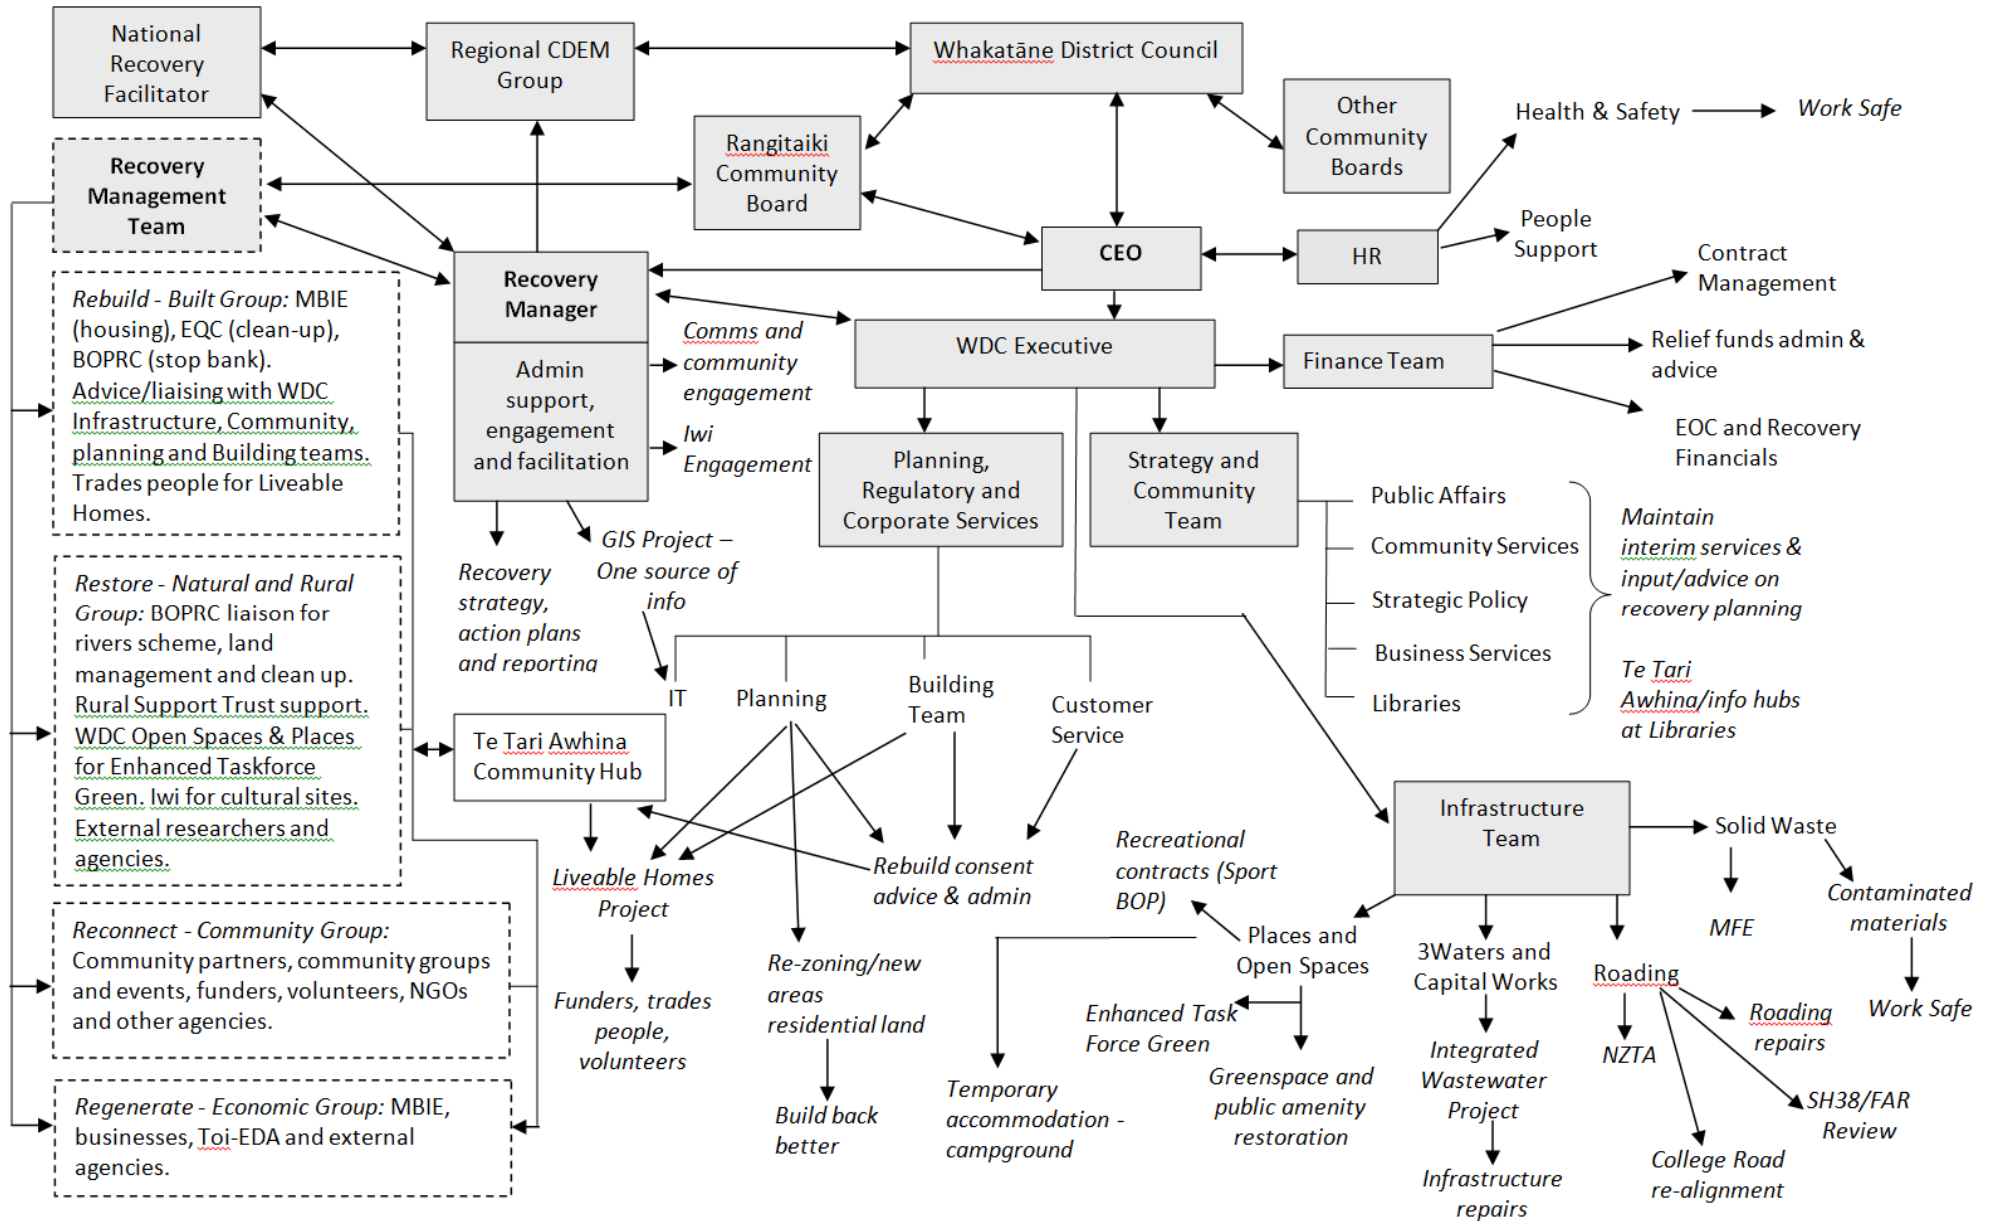 National
Recovery
Facilitator
Regional CDEM
Group
Whakatāne District Council
Other
Community
Boards
Health & Safety
Work Safe
Recovery
Management
Team
Rangitaiki
Community
Board
CEO
HR
People
Support
Contract
Management
Recovery
Manager
Admin
support,
engagement
and facilitation
Comms and
community
engagement
Iwi
Engagement
WDC Executive
Finance Team
Relief funds admin &
advice
EOC and Recovery
Financials
Rebuild - Built Group: MBIE
(housing), EQC (clean-up),
BOPRC (stop bank).
Advice/liaising with WDC
Infrastructure, Community,
planning and Building teams.
Trades people for Liveable
Homes.
Planning,
Regulatory and
Corporate Services
Strategy and
Community
Team
Public Affairs
Community Services
Strategic Policy
Business Services
Libraries
Maintain
interim services &
input/advice on
recovery planning
Te Tari
Awhina/info hubs
at Libraries
Recovery
strategy,
action plans
and reporting
GIS Project –
One source of
info
Restore - Natural and Rural
Group: BOPRC liaison for
rivers scheme, land
management and clean up.
Rural Support Trust support.
WDC Open Spaces & Places
for Enhanced Taskforce
Green. Iwi for cultural sites.
External researchers and
agencies.
IT
Planning
Building
Team
Customer
Service
Te Tari Awhina
Community Hub
Liveable Homes
Project
Funders, trades
people,
volunteers
Rebuild consent
advice & admin
Re-zoning/new
areas
residential land
Build back
better
Recreational
contracts (Sport
BOP)
Infrastructure
Team
Solid Waste
MFE
Contaminated
materials
Work Safe
Places and
Open Spaces
3Waters and
Capital Works
Roading
Enhanced Task
Force Green
Temporary
accommodation -
campground
Greenspace and
public amenity
restoration
Integrated
Wastewater
Project
Infrastructure
repairs
NZTA
Roading
repairs
SH38/FAR
Review
College Road
re-alignment
Reconnect - Community Group:
Community partners, community groups
and events, funders, volunteers, NGOs
and other agencies.
Regenerate - Economic Group: MBIE,
businesses, Toi-EDA and external
agencies.